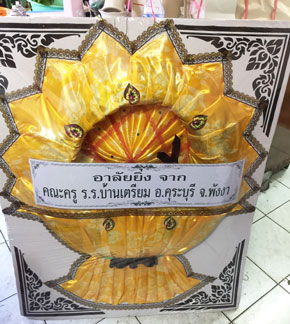 อาลัยยิ่ง จาก
คณะครู ร.ร.บ้านเตรียม อ.คุระบุรี จ.พังงา